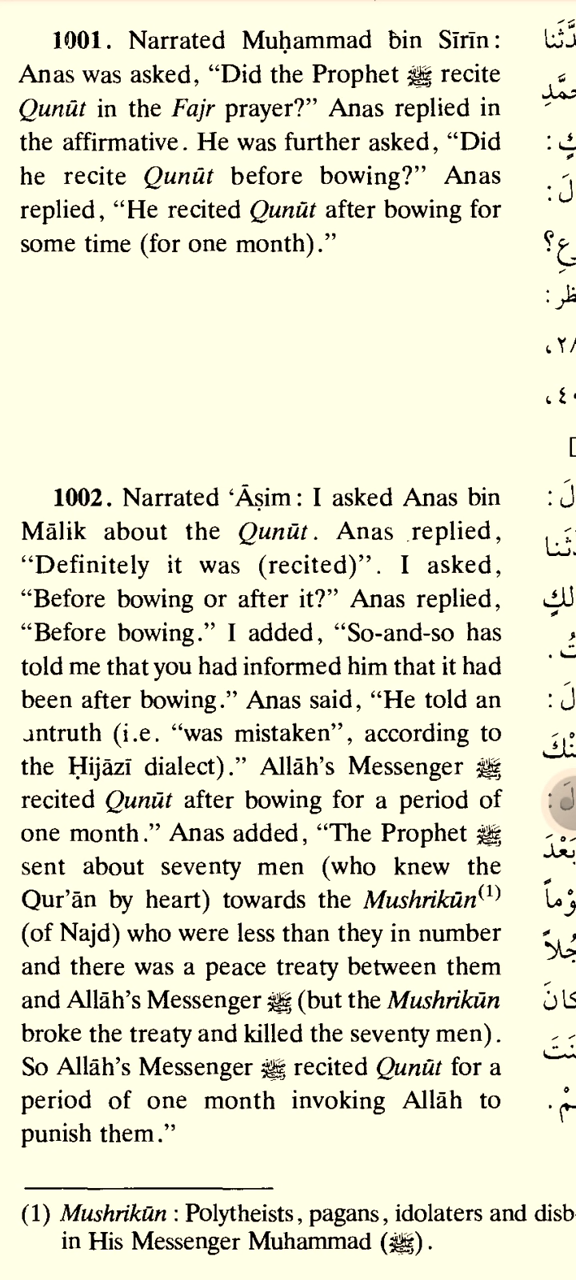 1001. Narrated Muḥammad bin Sīrīn:
Anas was asked, “Did the Prophet ﷺ recite
Qunūt in the Fajr prayer?” Anas replied in
the affirmative. He was further asked, “Did
he recite Qunūt before bowing?” Anas
replied, “He recited Qunūt after bowing for
some time (for one month).”
1002. Narrated ‘Āṣim: I asked Anas bin
Mālik about the Qunūt. Anas replied,
“Definitely it was (recited)”. I asked,
“Before bowing or after it?” Anas replied,
“Before bowing.” I added, “So-and-so has
told me that you had informed him that it had
been after bowing.” Anas said, “He told an
untruth (i.e. “was mistaken”, according to
the Ḥijāzī dialect).” Allāh’s Messenger ﷺ
recited Qunūt after bowing for a period of
one month.” Anas added, “The Prophet ﷺ
sent about seventy men (who knew the
Qur’ān by heart) towards the Mushrikūn(1)
(of Najd) who were less than they in number
and there was a peace treaty between them
and Allāh’s Messenger ﷺ (but the Mushrikūn
broke the treaty and killed the seventy men).
So Allāh’s Messenger ﷺ recited Qunūt for a
period of one month invoking Allāh to
punish them.”
(1) Mushrikūn : Polytheists, pagans, idolaters and disb
in His Messenger Muhammad (ﷺ).